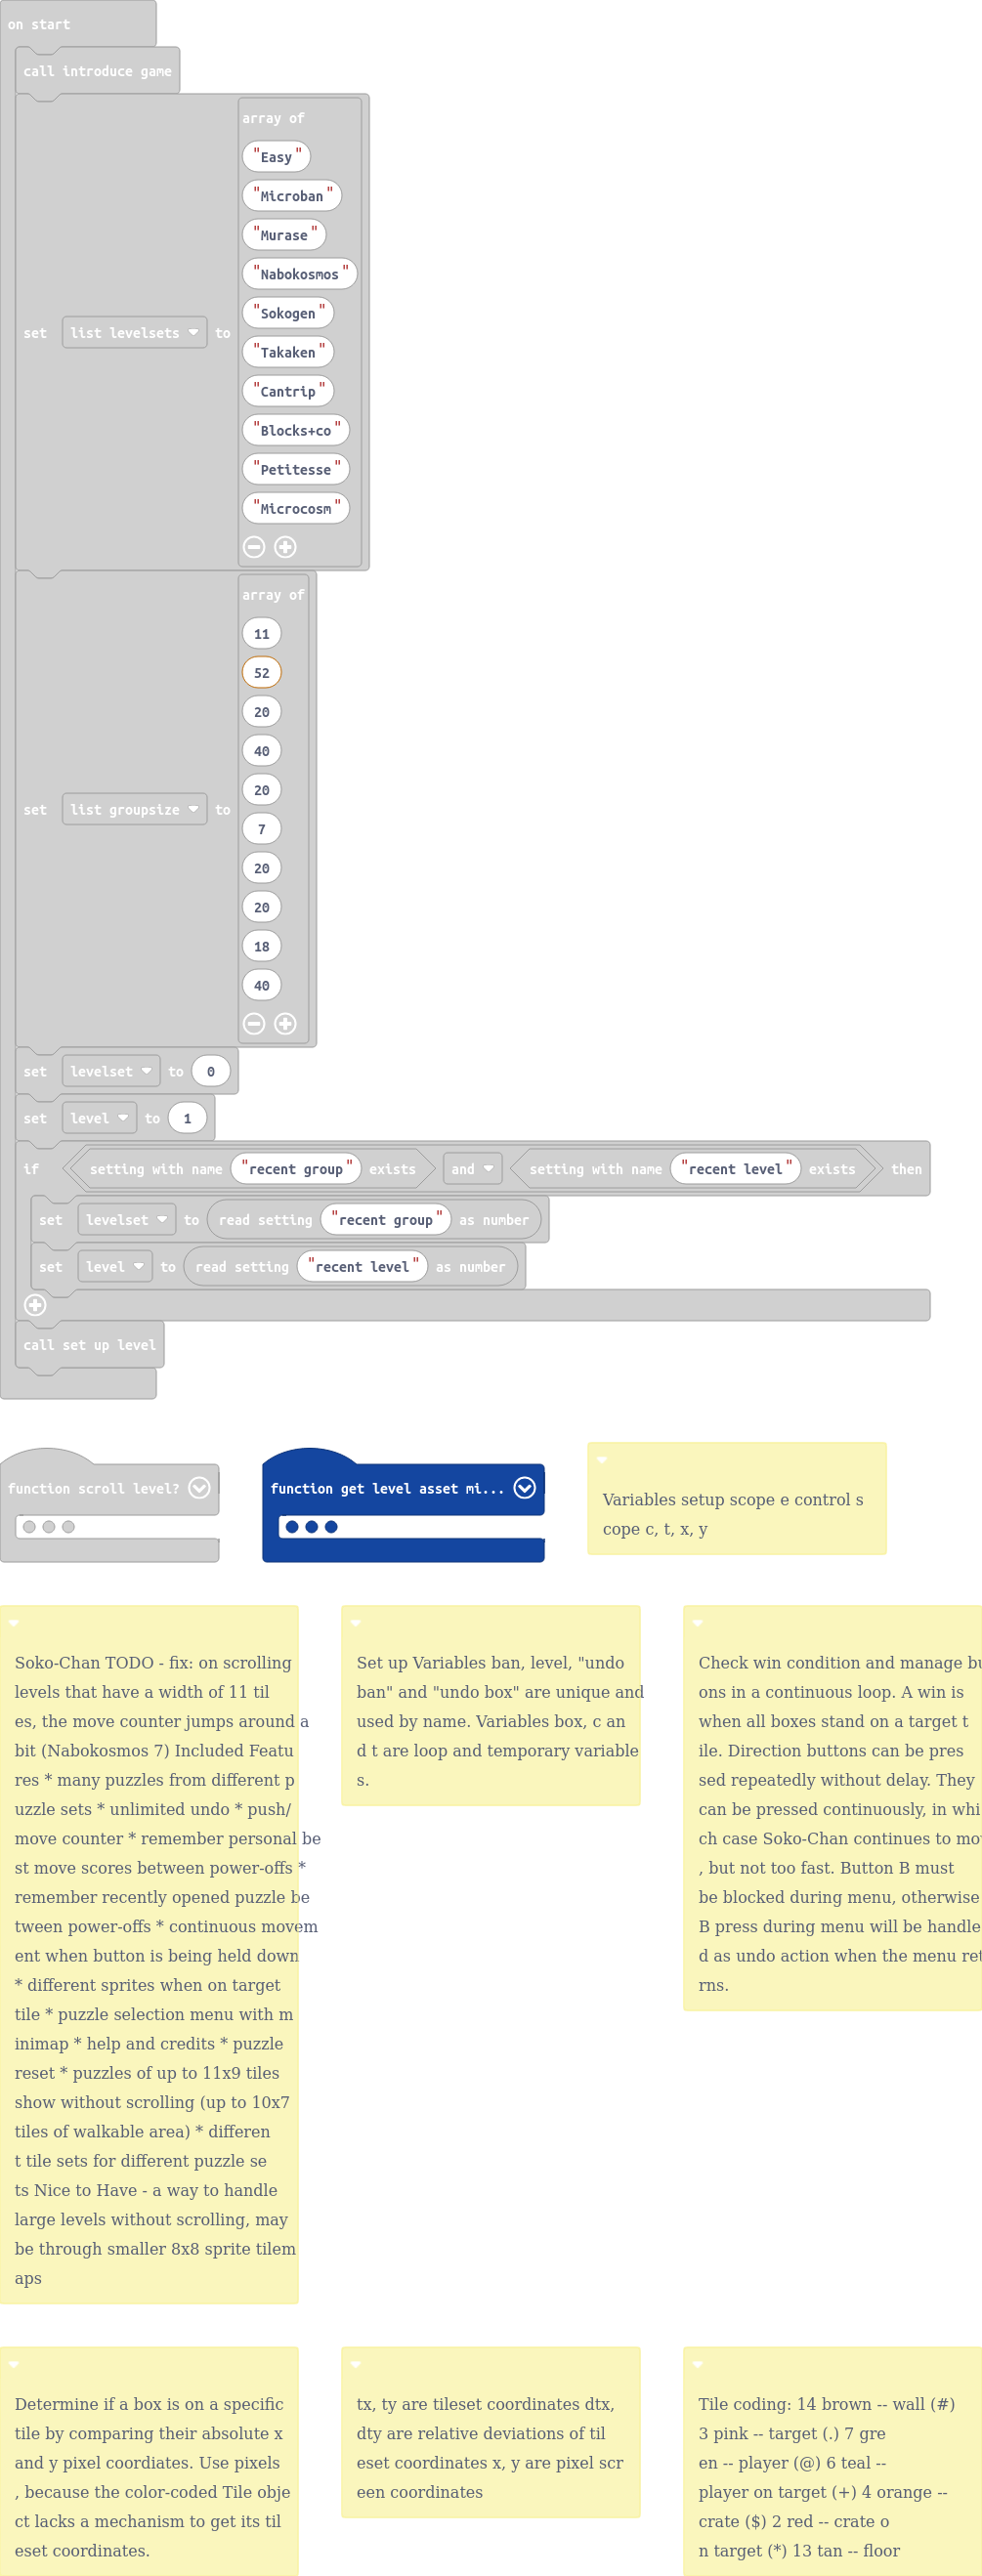 on start
call introduce game
array of
"Easy"
"Microban"
"Murase"
"Nabokosmos"
set list levelsets to
"Sokogen"
"Takaken"
"Cantrip"
"Blocks+co"
"Petitesse"
"Microcosm"
array of
11
52
20
40
20
set list groupsize to
7
20
20
18
40
set levelset to 0
set level to 1
if setting with name "recent group" exists and setting with name "recent level" exists then
set levelset to read setting "recent group" as number
set level to read setting "recent level" as number
call set up level
function scroll level?
function get level asset mi...
Variables setup scope e control s
cope c, t, x, y
Soko-Chan TODO - fix: on scrolling
levels that have a width of 11 til
es, the move counter jumps around a
bit (Nabokosmos 7) Included Featu
res * many puzzles from different p
uzzle sets * unlimited undo * push/
move counter * remember personal be
st move scores between power-offs *
remember recently opened puzzle be
tween power-offs * continuous movem
ent when button is being held down
* different sprites when on target
tile * puzzle selection menu with m
inimap * help and credits * puzzle
reset * puzzles of up to 11x9 tiles
show without scrolling (up to 10x7
tiles of walkable area) * differen
t tile sets for different puzzle se
ts Nice to Have - a way to handle
large levels without scrolling, may
be through smaller 8x8 sprite tilem
aps
Set up Variables ban, level, "undo
ban" and "undo box" are unique and
used by name. Variables box, c an
d t are loop and temporary variable
s.
Check win condition and manage bu
ons in a continuous loop. A win is
when all boxes stand on a target t
ile. Direction buttons can be pres
sed repeatedly without delay. They
can be pressed continuously, in whi
ch case Soko-Chan continues to mov
, but not too fast. Button B must
be blocked during menu, otherwise
B press during menu will be handle
d as undo action when the menu ret
rns.
Determine if a box is on a specific
tile by comparing their absolute x
and y pixel coordiates. Use pixels
, because the color-coded Tile obje
ct lacks a mechanism to get its til
eset coordinates.
tx, ty are tileset coordinates dtx,
dty are relative deviations of til
eset coordinates x, y are pixel scr
een coordinates
Tile coding: 14 brown -- wall (#)
3 pink -- target (.) 7 gre
en -- player (@) 6 teal --
player on target (+) 4 orange --
crate ($) 2 red -- crate o
n target (*) 13 tan -- floor